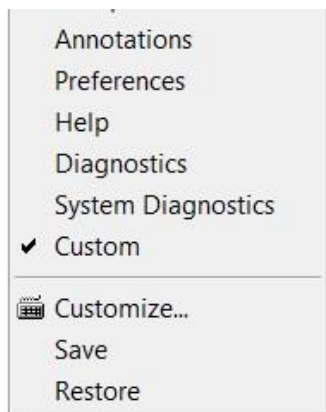 Annotations
Preferences
Help
Diagnostics
System Diagnostics
Custom
Customize...
Save
Restore